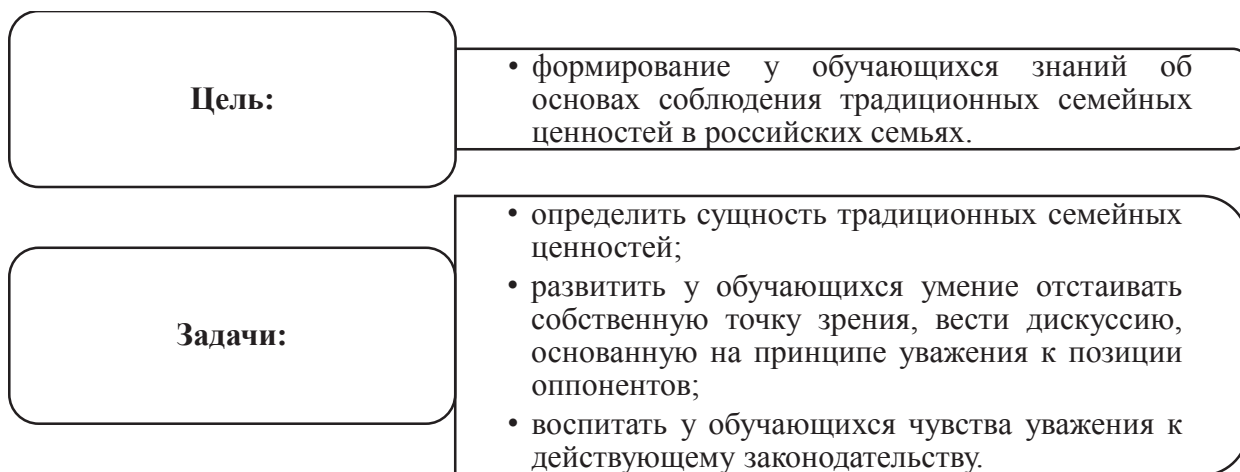 Цель:
• формирование у обучающихся знаний об
основах соблюдения традиционных семейных
ценностей в российских семьях.
Задачи:
• определить сущность традиционных семейных
ценностей;
• развитить у обучающихся умение отстаивать
собственную точку зрения, вести дискуссию,
основанную на принципе уважения к позиции
оппонентов;
• воспитать у обучающихся чувства уважения к
действующему законодательству.